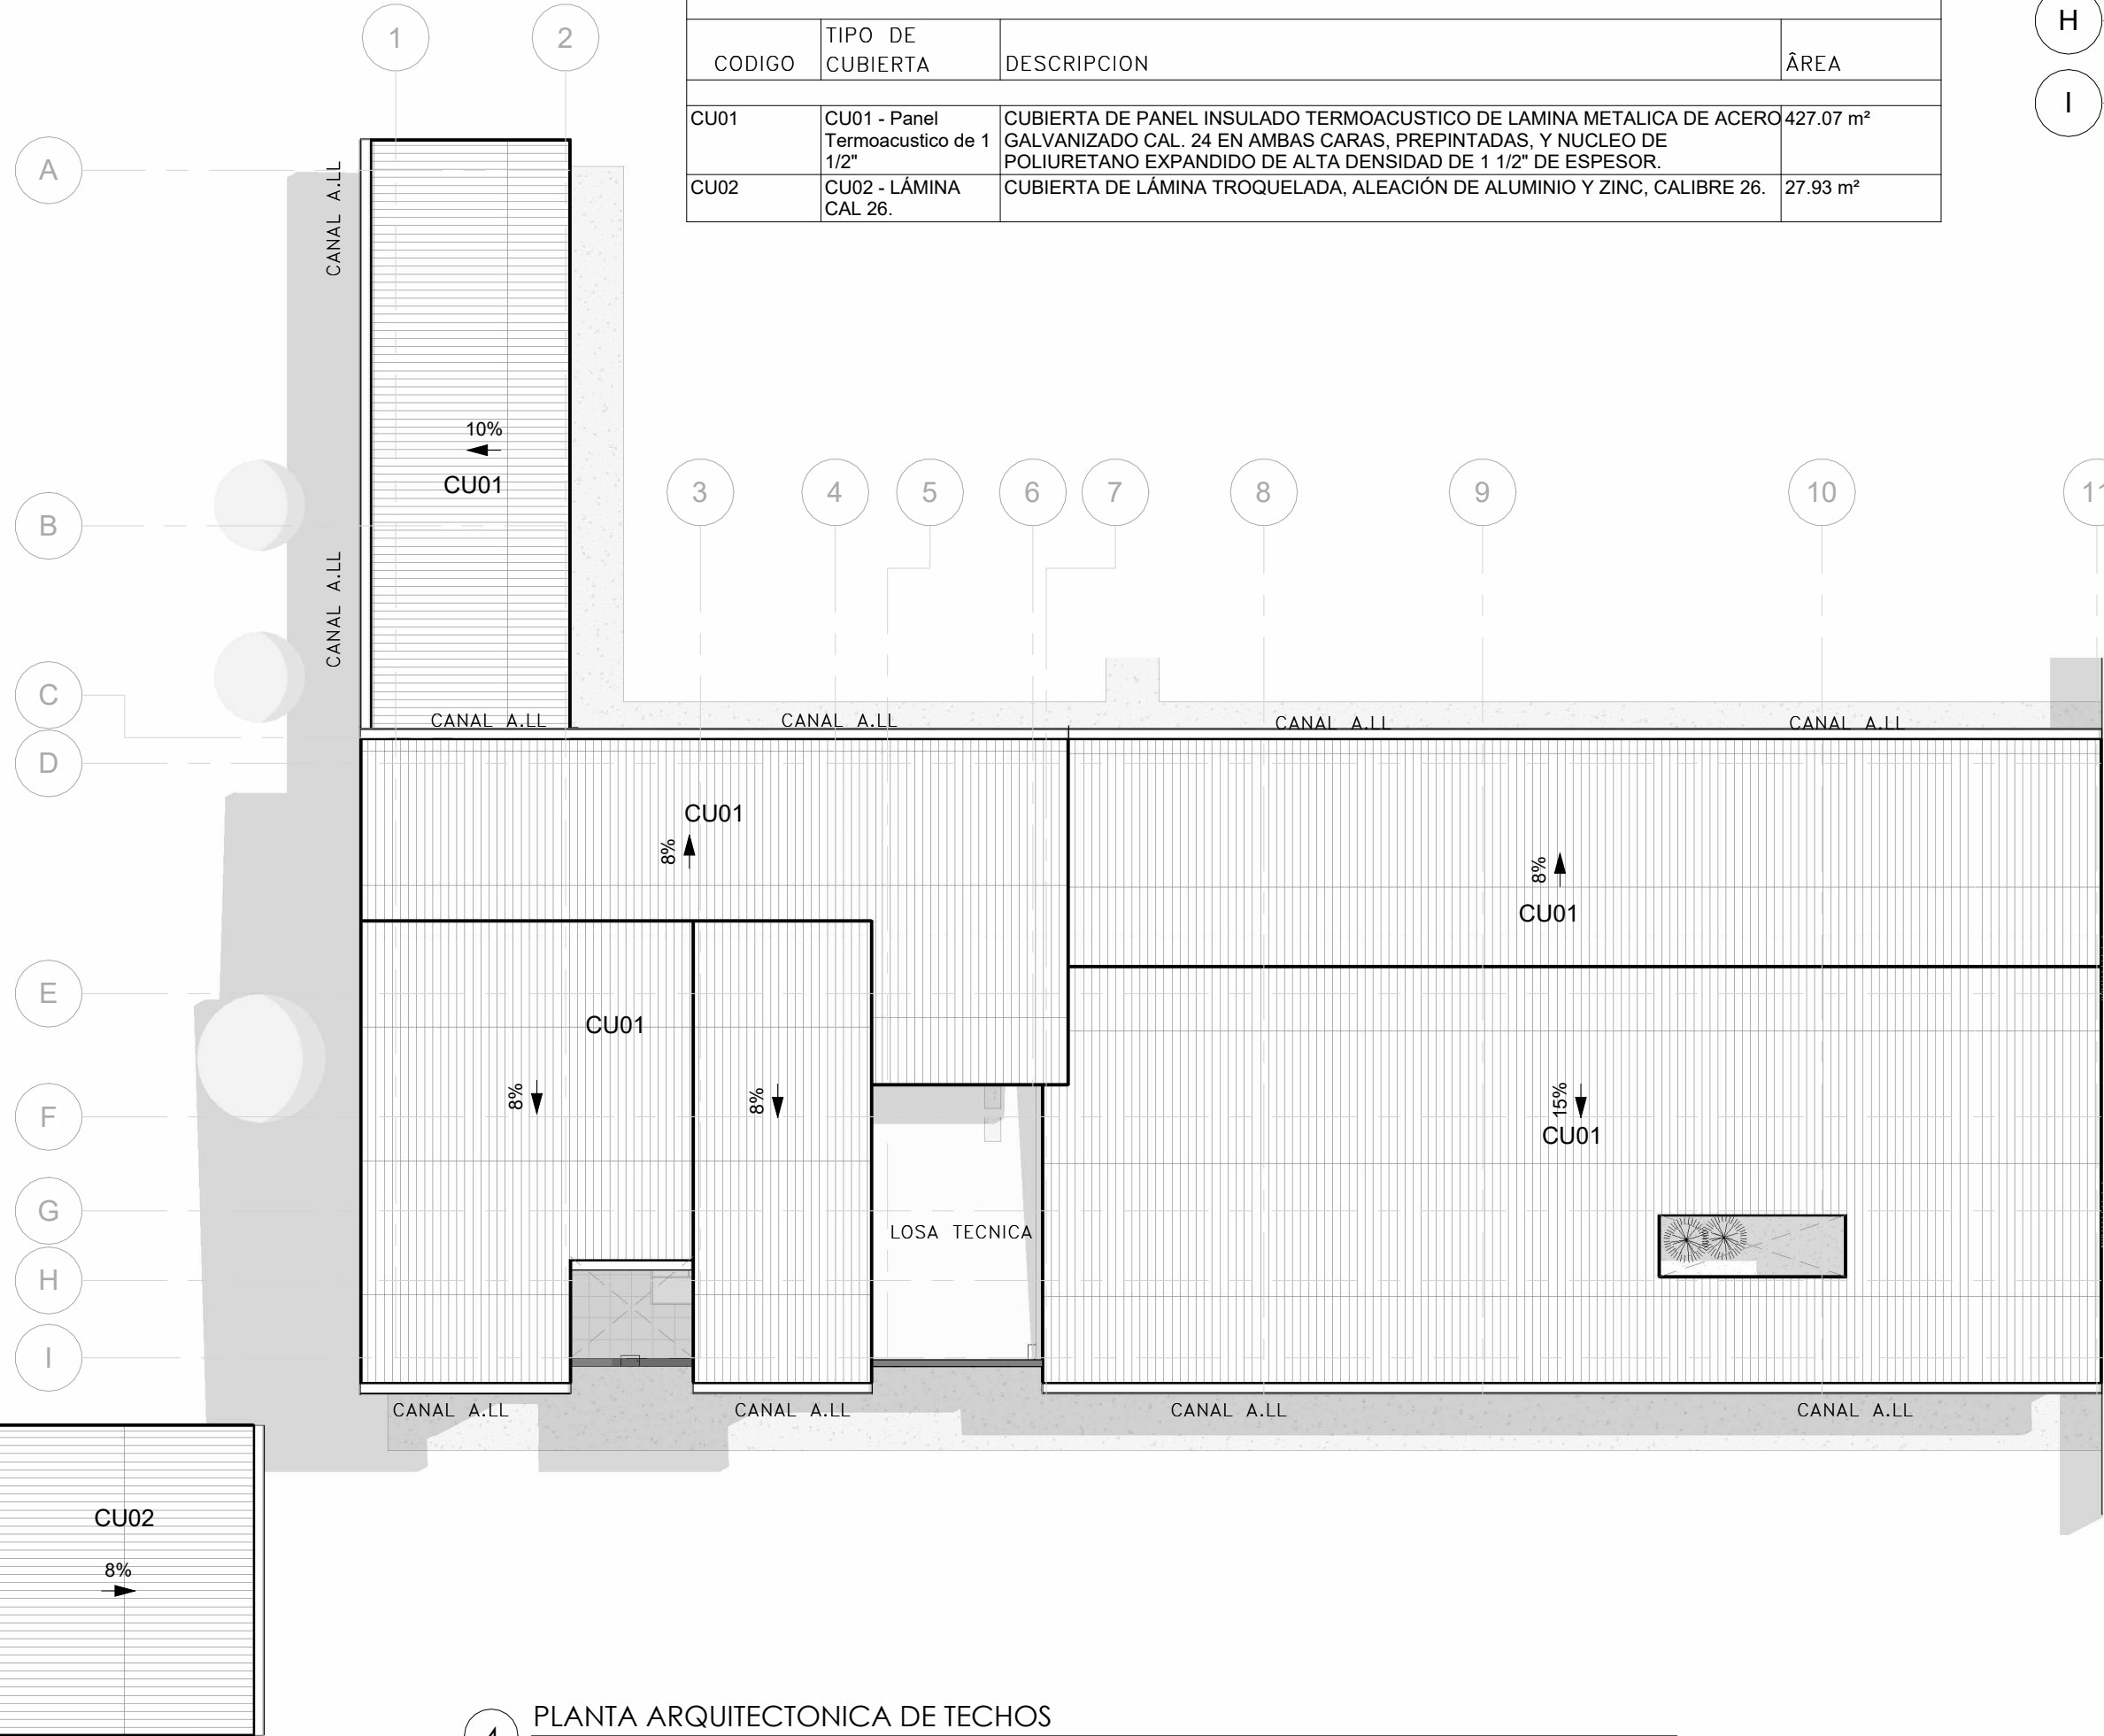 1
2
TIPO DE
CODIGO CUBIERTA DESCRIPCION ÂREA
H
I
CU01 CU01 - Panel CUBIERTA DE PANEL INSULADO TERMOACUSTICO DE LAMINA METALICA DE ACERO 427.07 m²
Termoacustico de 1 GALVANIZADO CAL. 24 EN AMBAS CARAS, PREPINTADAS, Y NUCLEO DE
1/2" POLIURETANO EXPANDIDO DE ALTA DENSIDAD DE 1 1/2" DE ESPESOR.
CU02 CU02 - LÁMINA CUBIERTA DE LÁMINA TROQUELADA, ALEACIÓN DE ALUMINIO Y ZINC, CALIBRE 26. 27.93 m²
CAL 26.
A
CANAL A.LL
10%
CU01
3
4
5
6
7
8
9
10
11
B
CANAL A.LL
C
CANAL A.LL
CANAL A.LL
CANAL A.LL
CANAL A.LL
D
CU01
8%
8%
CU01
E
CU01
8%
8%
15%
CU01
F
G
LOSA TECNICA
H
I
CANAL A.LL
CANAL A.LL
CANAL A.LL
CANAL A.LL
CU02
8%
PLANTA ARQUITECTONICA DE TECHOS